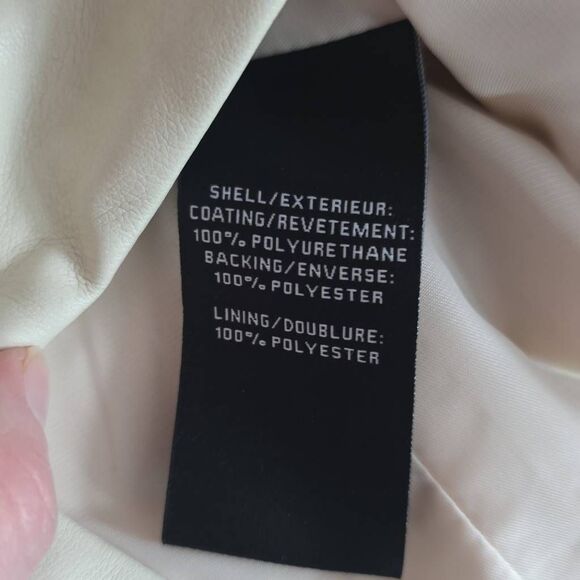 SHELL/EXTERIEUR:
COATING/REVETEMENT:
100% POLYURETHANE
BACKING/ENVERSE:
100% POLYESTER
LINING/DOUBLURE:
100% POLYESTER